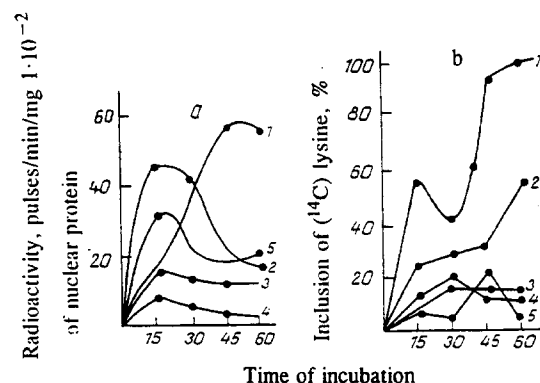 Radioactivity, pulses/min/mg 1·10⁻²
of nuclear protein
a
60
40
20
1
5
2
3
4
15 30 45 60
Inclusion of (¹⁴C) lysine, %
b
100
80
60
40
20
1
2
3
4
5
15 30 45 60
Time of incubation